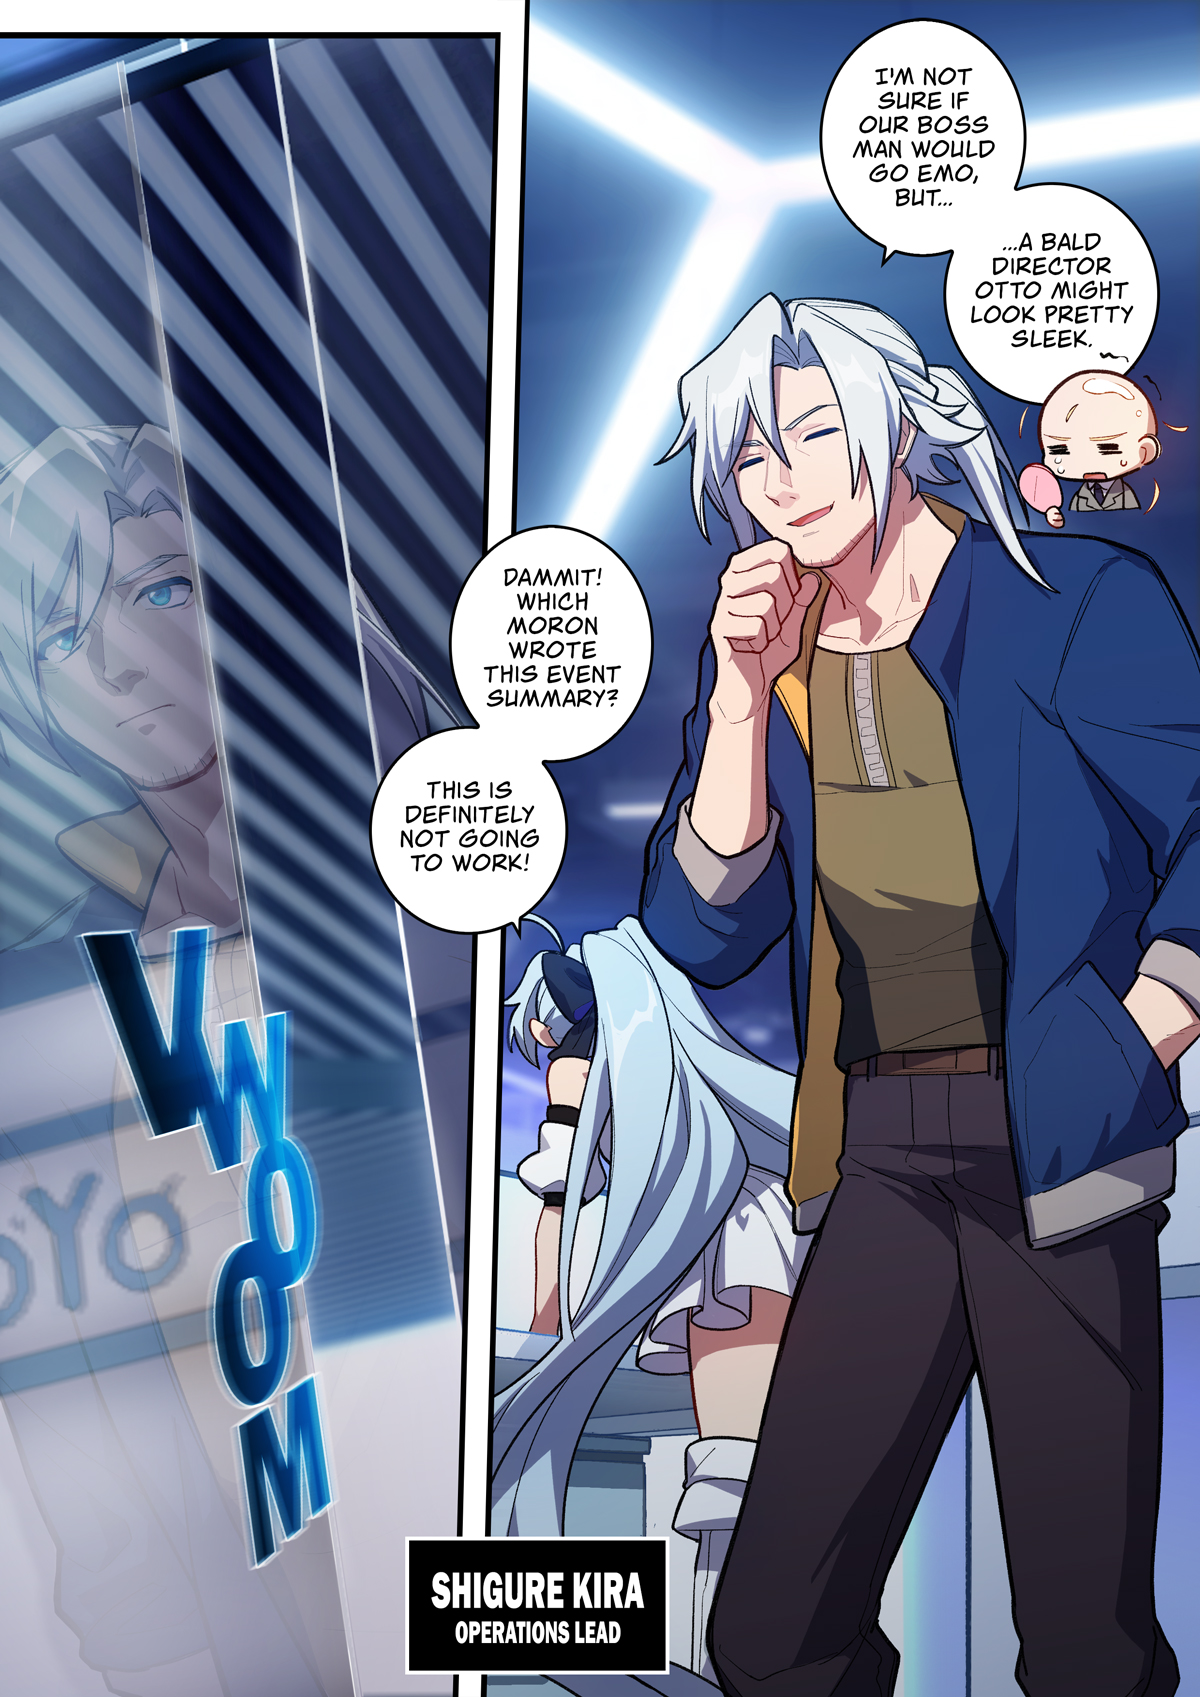 I'M NOT
SURE IF
OUR BOSS
MAN WOULD
GO EMO,
BUT...
...A BALD
DIRECTOR
OTTO MIGHT
LOOK PRETTY
SLEEK.
DAMMIT!
WHICH
MORON
WROTE
THIS EVENT
SUMMARY?
THIS IS
DEFINITELY
NOT GOING
TO WORK!
VWOOM
OYO
SHIGURE KIRA
OPERATIONS LEAD